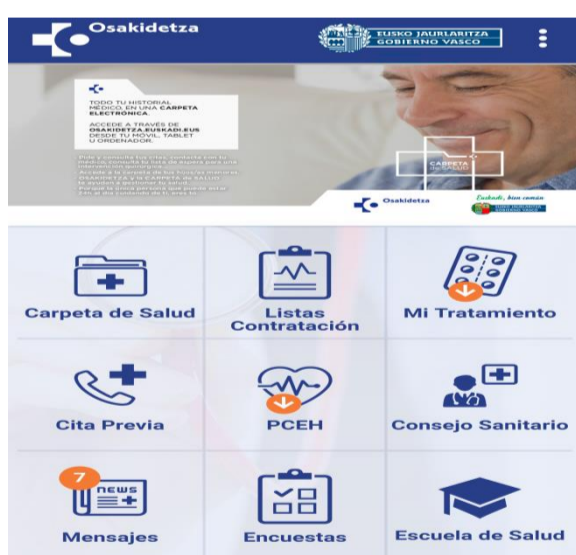 Osakidetza
EUSKO JAURLARITZA
GOBIERNO VASCO
TODO TU HISTORIAL
MÉDICO, EN UNA CARPETA
ELECTRÓNICA.
ACCEDE A TRAVÉS DE
OSAKIDETZA.EUSKADI.EUS
DESDE TU MÓVIL, TABLET
U ORDENADOR.
CARPETA
de SALUD
Osakidetza
Euskadi, bien común
Carpeta de Salud
Listas
Contratación
Mi Tratamiento
Cita Previa
PCEH
Consejo Sanitario
7
NEWS
Mensajes
Encuestas
Escuela de Salud